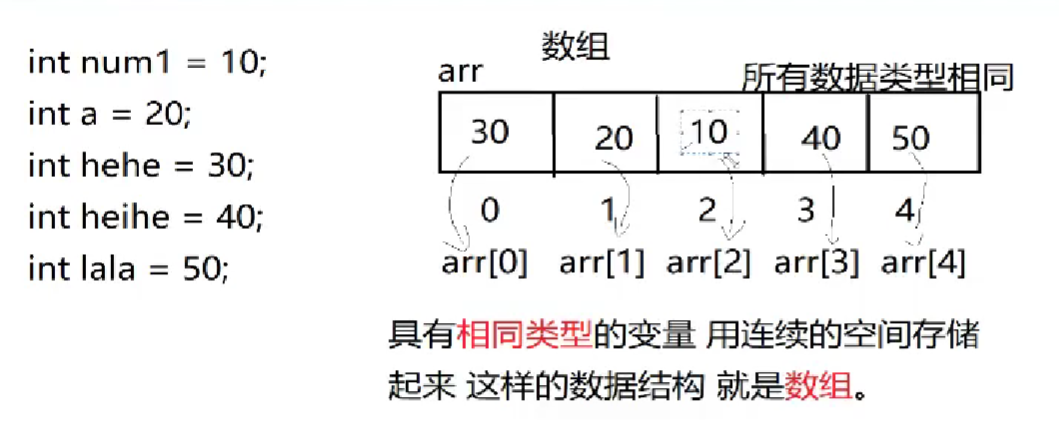 int num1 = 10;
int a = 20;
int hehe = 30;
int heihe = 40;
int lala = 50;
数组
arr
所有数据类型相同
30 20 10 40 50
0 1 2 3 4
arr[0] arr[1] arr[2] arr[3] arr[4]
具有相同类型的变量 用连续的空间存储
起来 这样的数据结构 就是数组。